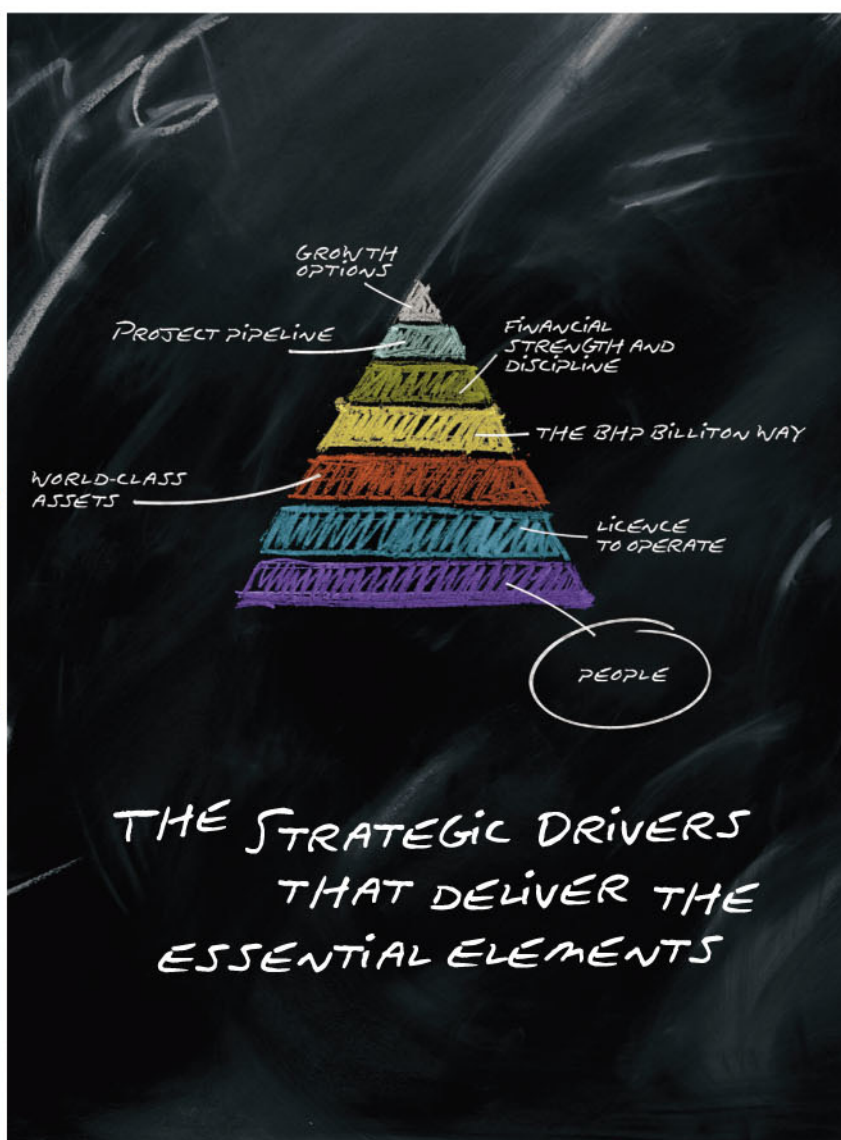 GROWTH
OPTIONS
PROJECT PIPELINE
FINANCIAL
STRENGTH AND
DISCIPLINE
THE BHP BILLITON WAY
WORLD-CLASS
ASSETS
LICENCE
TO OPERATE
PEOPLE
THE STRATEGIC DRIVERS
THAT DELIVER THE
ESSENTIAL ELEMENTS